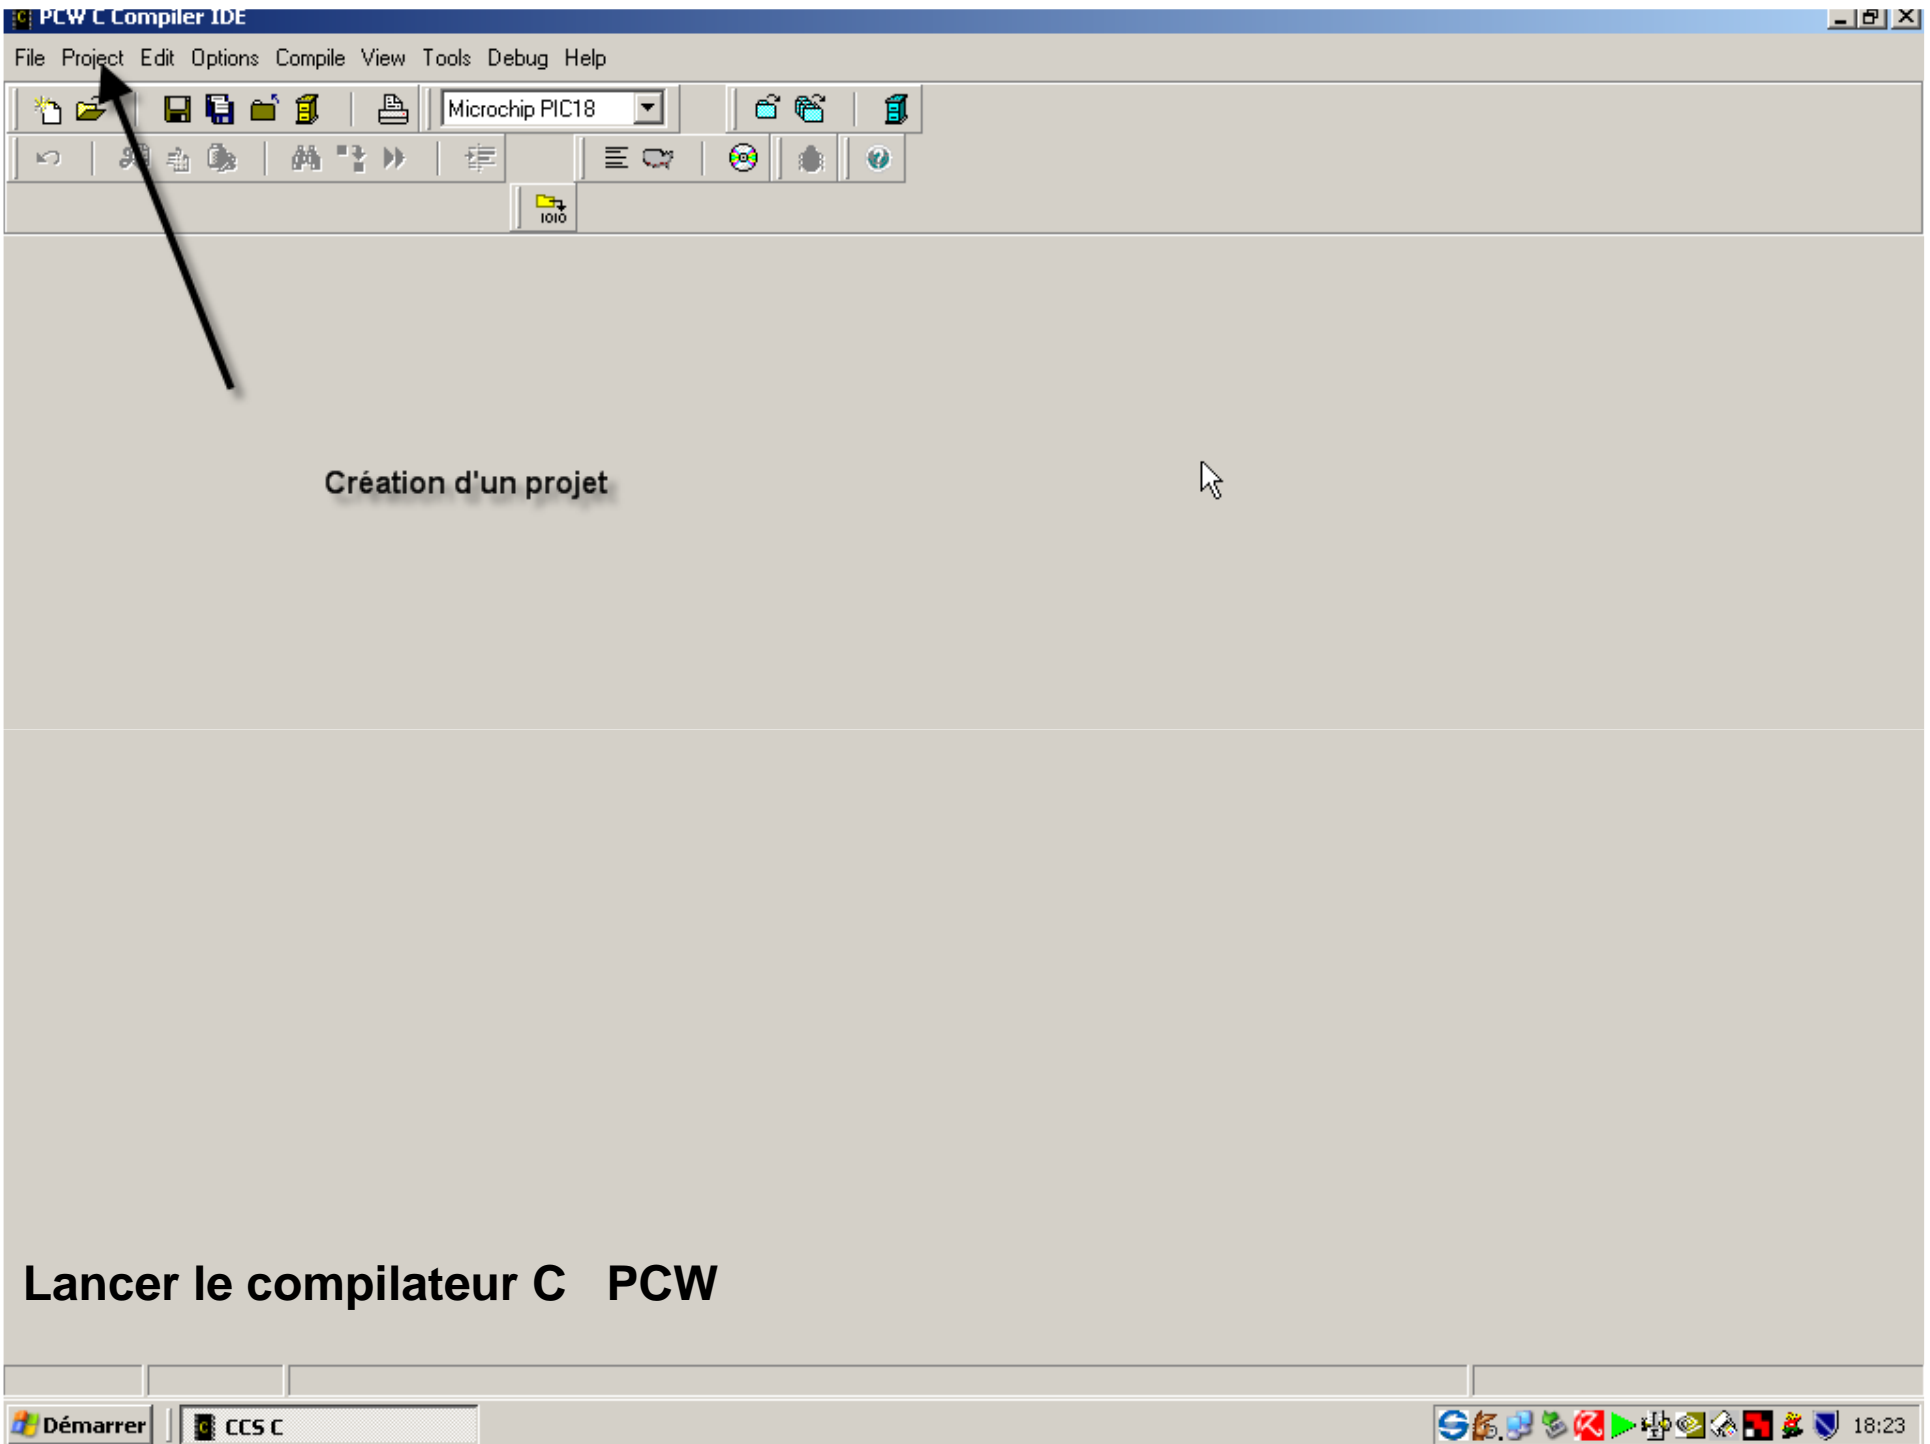 PCW C Compiler IDE
File Project Edit Options Compile View Tools Debug Help
Microchip PIC18
1010
Création d'un projet
Lancer le compilateur C PCW
Démarrer CCS C 18:23